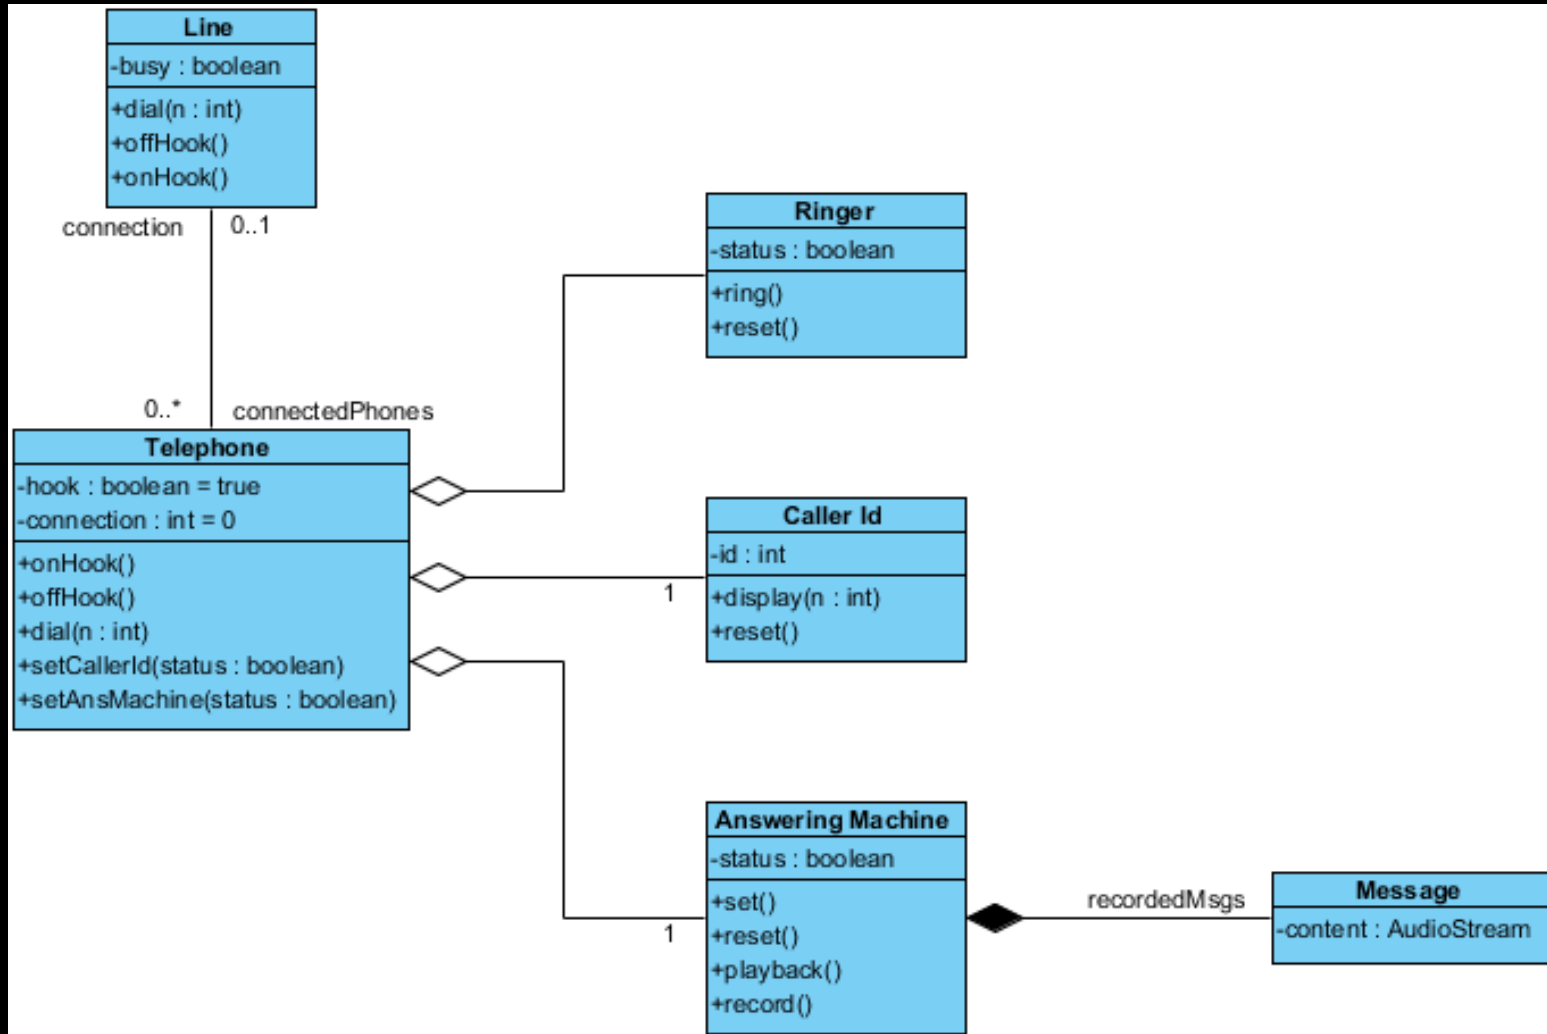 Line
-busy : boolean
+dial(n : int)
+offHook()
+onHook()
connection
0..1
0..*
connectedPhones
Telephone
-hook : boolean = true
-connection : int = 0
+onHook()
+offHook()
+dial(n : int)
+setCallerId(status : boolean)
+setAnsMachine(status : boolean)
Ringer
-status : boolean
+ring()
+reset()
1
Caller Id
-id : int
+display(n : int)
+reset()
1
Answering Machine
-status : boolean
+set()
+reset()
+playback()
+record()
recordedMsgs
Message
-content : AudioStream